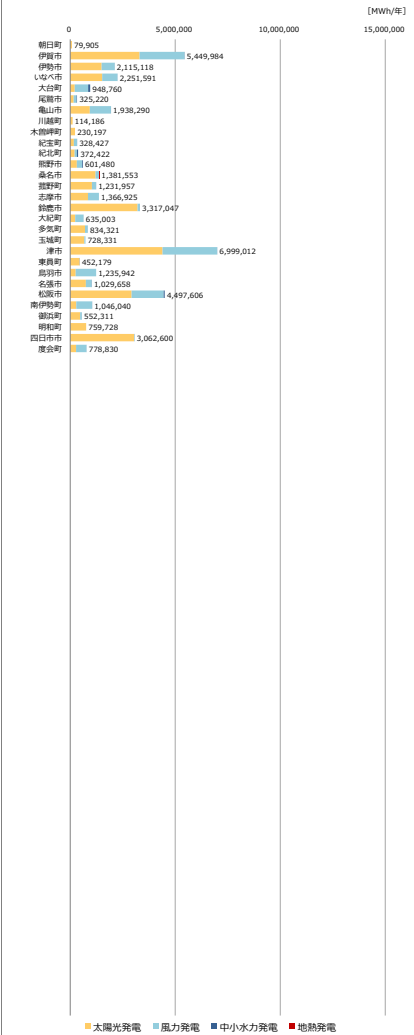 [MWh/年]
0 5,000,000 10,000,000 15,000,000
朝日町 79,905
伊賀市 5,449,984
伊勢市 2,115,118
いなべ市 2,251,591
大台町 948,760
尾鷲市 325,220
亀山市 1,938,290
川越町 114,186
木曽岬町 230,197
紀宝町 328,427
紀北町 372,422
熊野市 601,480
桑名市 1,381,553
菰野町 1,231,957
志摩市 1,366,925
鈴鹿市 3,317,047
大紀町 635,003
多気町 834,321
玉城町 728,331
津市 6,999,012
東員町 452,179
鳥羽市 1,235,942
名張市 1,029,658
松阪市 4,497,606
南伊勢町 1,046,040
御浜町 552,311
明和町 759,728
四日市市 3,062,600
度会町 778,830
太陽光発電 風力発電 中小水力発電 地熱発電